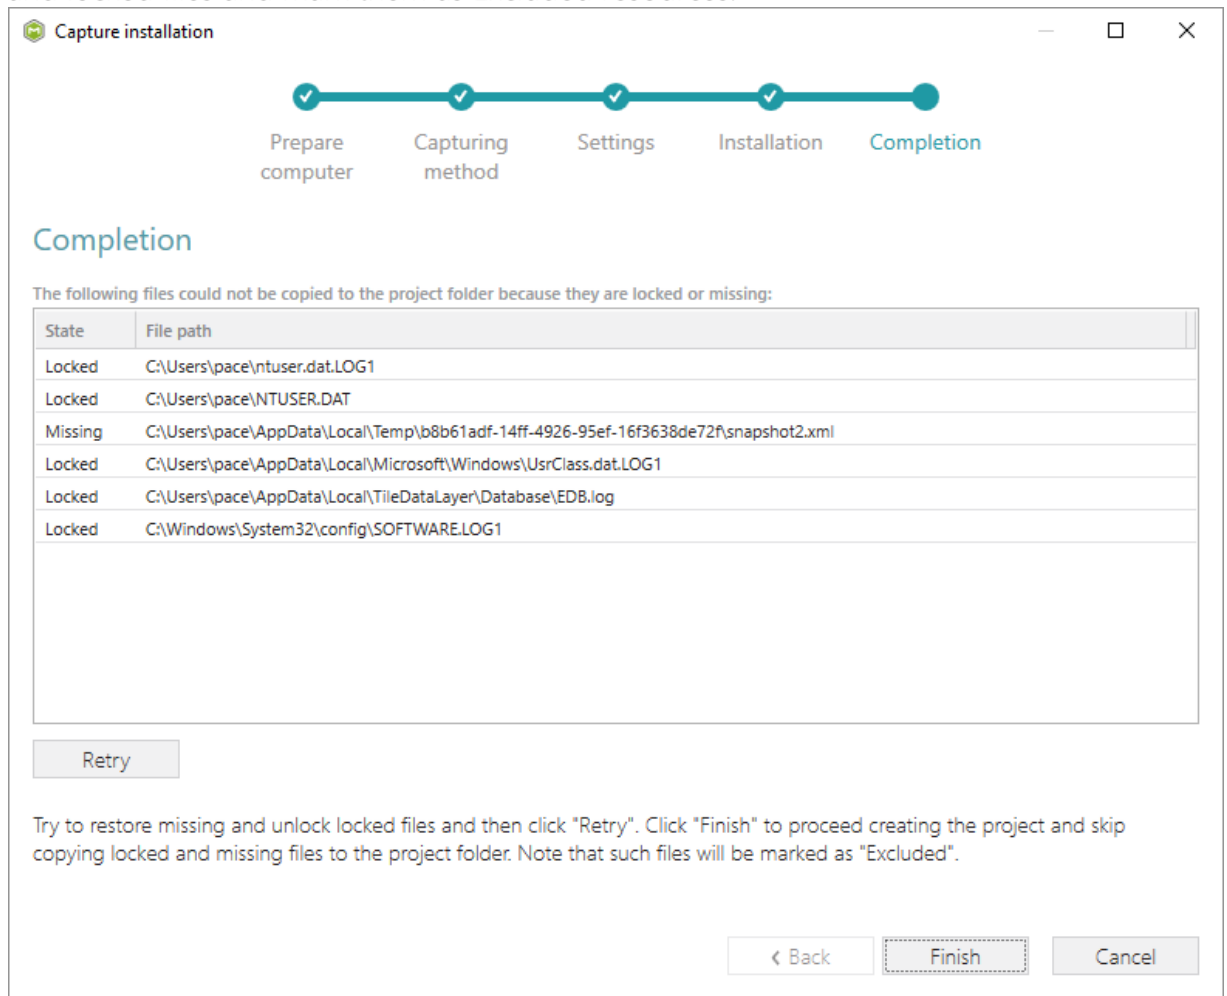 Capture installation
Prepare computer
Capturing method
Settings
Installation
Completion
Completion
The following files could not be copied to the project folder because they are locked or missing:
State File path
Locked C:\Users\pace\ntuser.dat.LOG1
Locked C:\Users\pace\NTUSER.DAT
Missing C:\Users\pace\AppData\Local\Temp\b8b61adf-14ff-4926-95ef-16f3638de72f\snapshot2.xml
Locked C:\Users\pace\AppData\Local\Microsoft\Windows\UsrClass.dat.LOG1
Locked C:\Users\pace\AppData\Local\TileDataLayer\Database\EDB.log
Locked C:\Windows\System32\config\SOFTWARE.LOG1
Retry
Try to restore missing and unlock locked files and then click "Retry". Click "Finish" to proceed creating the project and skip
copying locked and missing files to the project folder. Note that such files will be marked as "Excluded".
< Back Finish Cancel